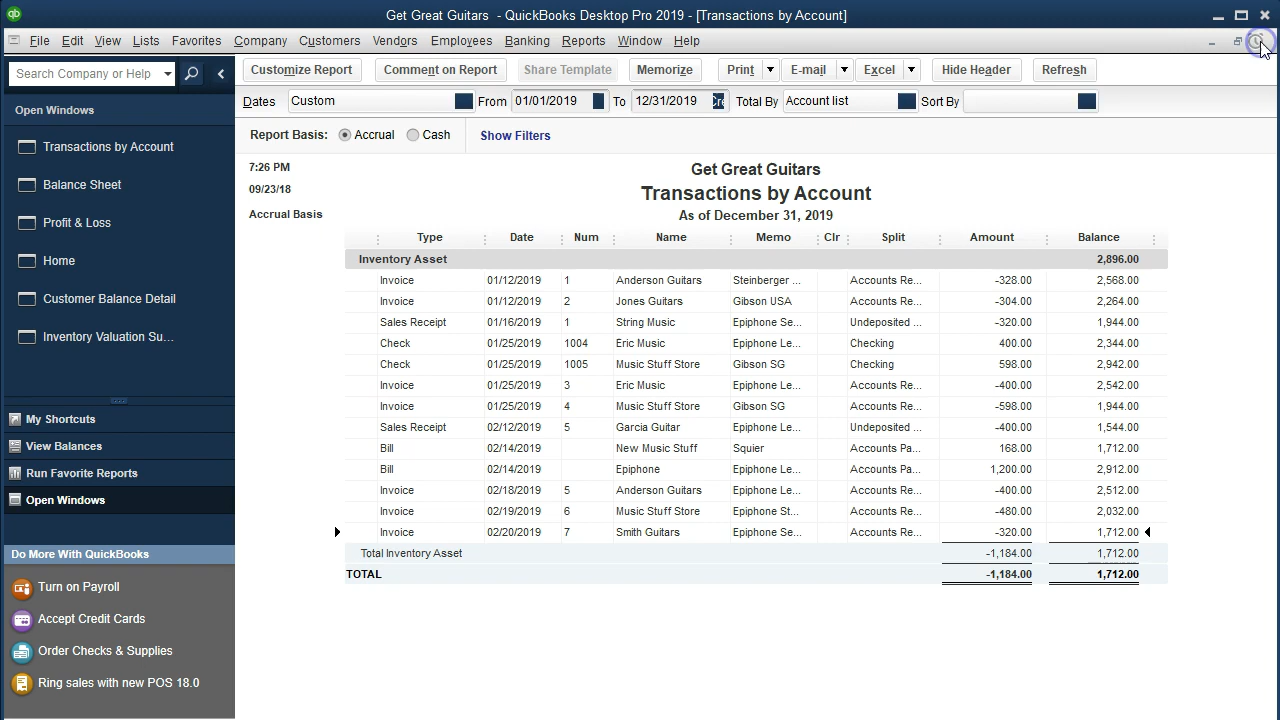 Get Great Guitars - QuickBooks Desktop Pro 2019 - [Transactions by Account]
File Edit View Lists Favorites Company Customers Vendors Employees Banking Reports Window Help
Search Company or Help
Customize Report Comment on Report Share Template Memorize Print E-mail Excel Hide Header Refresh
Dates Custom From 01/01/2019 To 12/31/2019 Total By Account list Sort By
Open Windows
Transactions by Account
Balance Sheet
Profit & Loss
Home
Customer Balance Detail
Inventory Valuation Su...
My Shortcuts
View Balances
Run Favorite Reports
Open Windows
Do More With QuickBooks
Turn on Payroll
Accept Credit Cards
Order Checks & Supplies
Ring sales with new POS 18.0
Report Basis: Accrual Cash Show Filters
7:26 PM
09/23/18
Accrual Basis
Get Great Guitars
Transactions by Account
As of December 31, 2019
Type Date Num Name Memo Clr Split Amount Balance
Inventory Asset 2,896.00
Invoice 01/12/2019 1 Anderson Guitars Steinberger ... Accounts Re... -328.00 2,568.00
Invoice 01/12/2019 2 Jones Guitars Gibson USA Accounts Re... -304.00 2,264.00
Sales Receipt 01/16/2019 1 String Music Epiphone Se... Undeposited ... -320.00 1,944.00
Check 01/25/2019 1004 Eric Music Epiphone Le... Checking 400.00 2,344.00
Check 01/25/2019 1005 Music Stuff Store Gibson SG Checking 598.00 2,942.00
Invoice 01/25/2019 3 Eric Music Epiphone Le... Accounts Re... -400.00 2,542.00
Invoice 01/25/2019 4 Music Stuff Store Gibson SG Accounts Re... -598.00 1,944.00
Sales Receipt 02/12/2019 5 Garcia Guitar Epiphone Le... Undeposited ... -400.00 1,544.00
Bill 02/14/2019 New Music Stuff Squier Accounts Pa... 168.00 1,712.00
Bill 02/14/2019 Epiphone Epiphone Le... Accounts Pa... 1,200.00 2,912.00
Invoice 02/18/2019 5 Anderson Guitars Epiphone Le... Accounts Re... -400.00 2,512.00
Invoice 02/19/2019 6 Music Stuff Store Epiphone St... Accounts Re... -480.00 2,032.00
Invoice 02/20/2019 7 Smith Guitars Epiphone Se... Accounts Re... -320.00 1,712.00
Total Inventory Asset -1,184.00 1,712.00
TOTAL -1,184.00 1,712.00